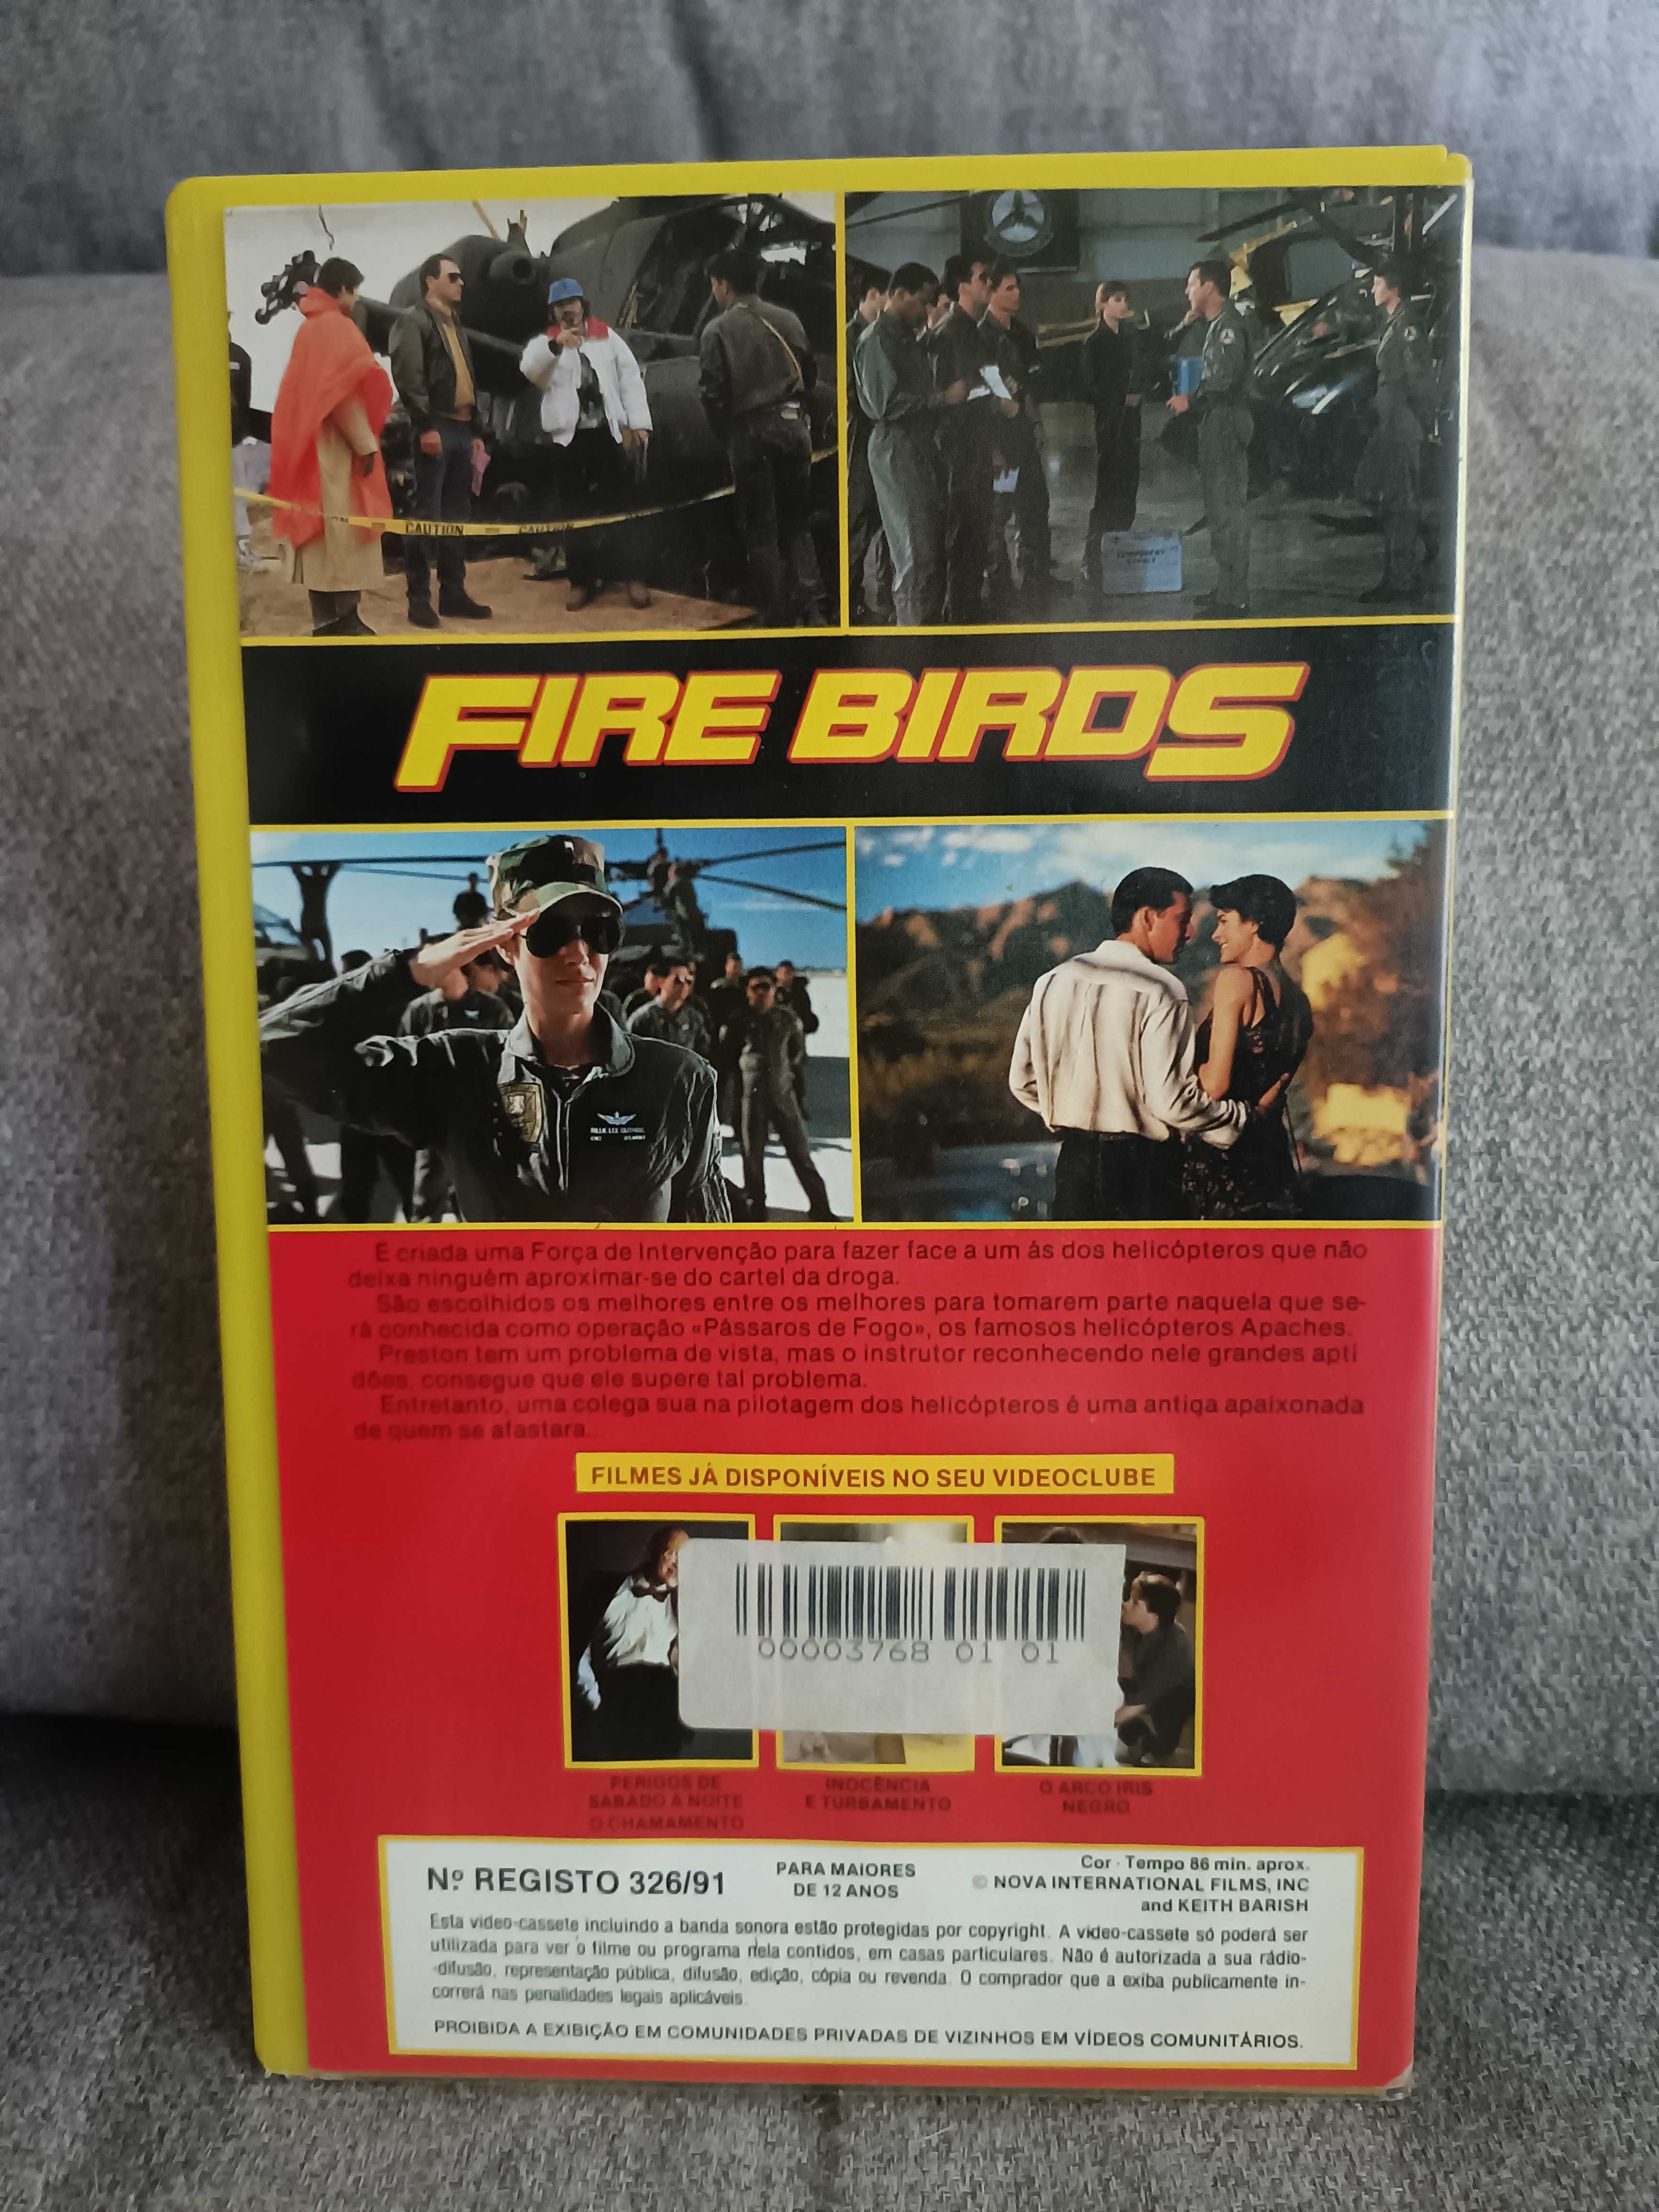 CAUTION
CAUTION
FIRE BIRDS
BILLIE LEE GUTHRIE
CW2 US ARMY
É criada uma Força de Intervenção para fazer face a um ás dos helicópteros que não
deixa ninguém aproximar-se do cartel da droga.
São escolhidos os melhores entre os melhores para tomarem parte naquela que se-
rá conhecida como operação «Pássaros de Fogo», os famosos helicópteros Apaches.
Preston tem um problema de vista, mas o instrutor reconhecendo nele grandes apti
dões, consegue que ele supere tal problema.
Entretanto, uma colega sua na pilotagem dos helicópteros é uma antiga apaixonada
de quem se afastara...
FILMES JÁ DISPONÍVEIS NO SEU VIDEOCLUBE
00003768 01 01
PERIGOS DE
SABADO A NOITE
O CHAMAMENTO
INOCÊNCIA
E TURBAMENTO
O ARCO IRIS
NEGRO
Nº REGISTO 326/91
PARA MAIORES
DE 12 ANOS
Cor - Tempo 86 min. aprox.
© NOVA INTERNATIONAL FILMS, INC
and KEITH BARISH
Esta video-cassete incluindo a banda sonora estão protegidas por copyright. A video-cassete só poderá ser
utilizada para ver o filme ou programa nela contidos, em casas particulares. Não é autorizada a sua rádio-
-difusão, representação pública, difusão, edição, cópia ou revenda. O comprador que a exiba publicamente in-
correrá nas penalidades legais aplicáveis.
PROIBIDA A EXIBIÇÃO EM COMUNIDADES PRIVADAS DE VIZINHOS EM VÍDEOS COMUNITÁRIOS.